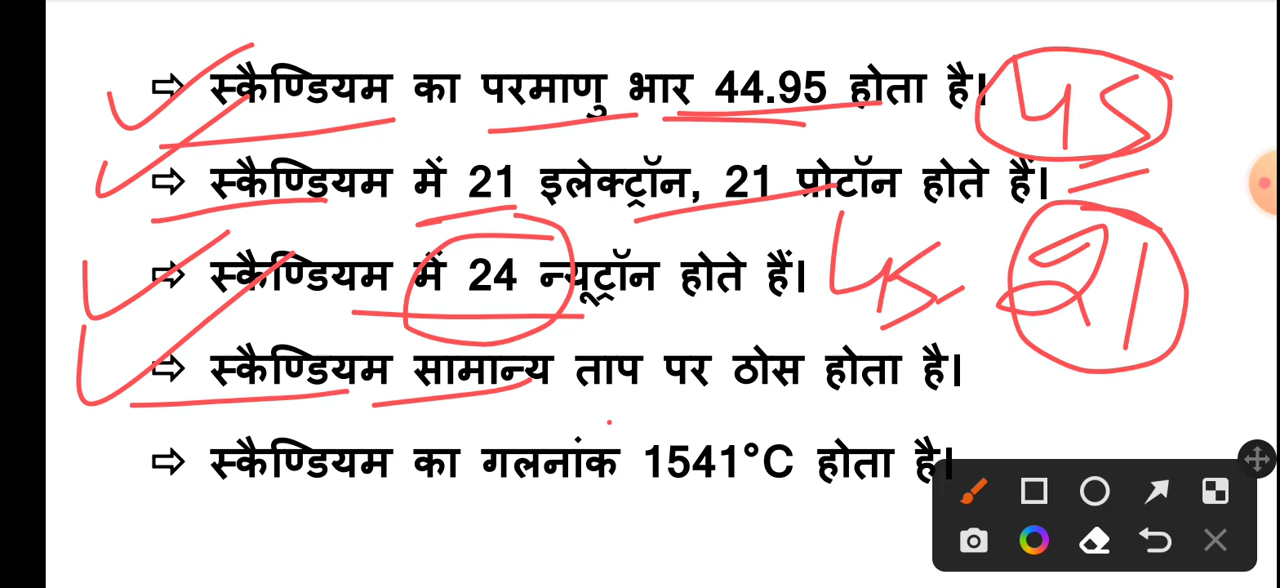 ⇨ स्कैण्डियम का परमाणु भार 44.95 होता है। 45
⇨ स्कैण्डियम में 21 इलेक्ट्रॉन, 21 प्रोटॉन होते हैं।
⇨ स्कैण्डियम में 24 न्यूट्रॉन होते हैं। 45 21
⇨ स्कैण्डियम सामान्य ताप पर ठोस होता है।
⇨ स्कैण्डियम का गलनांक 1541°C होता है।